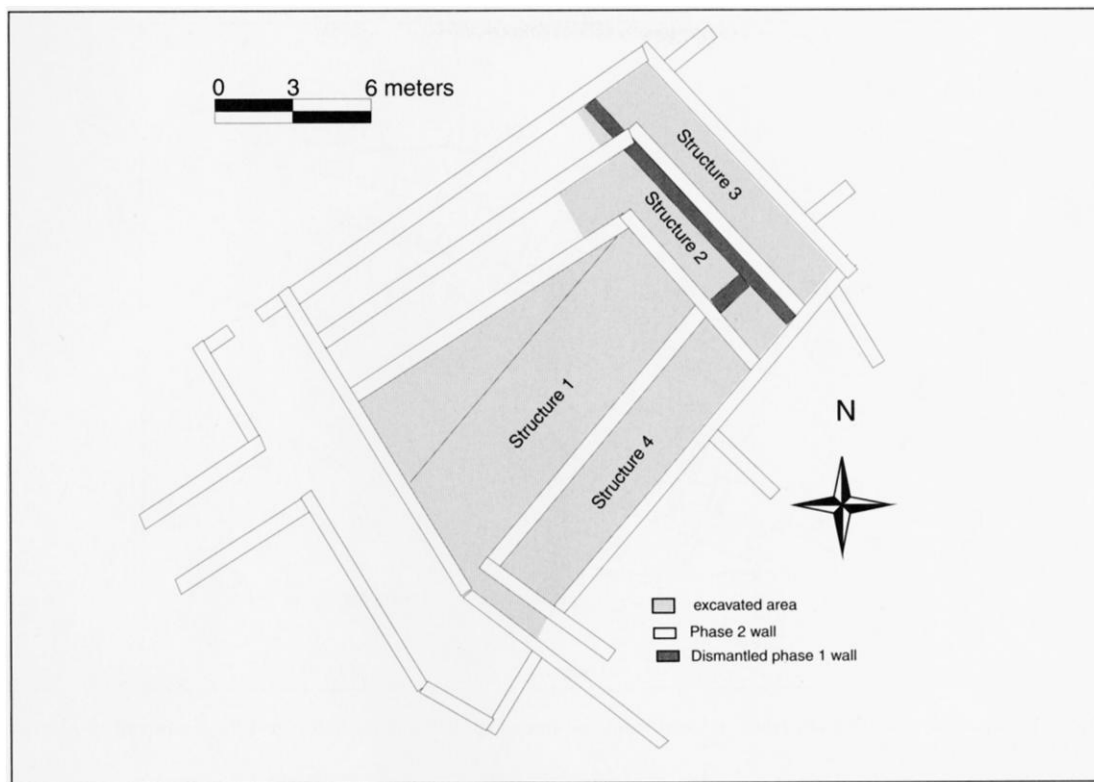 0 3 6 meters
Structure 3
Structure 2
Structure 1
Structure 4
N
excavated area
Phase 2 wall
Dismantled phase 1 wall